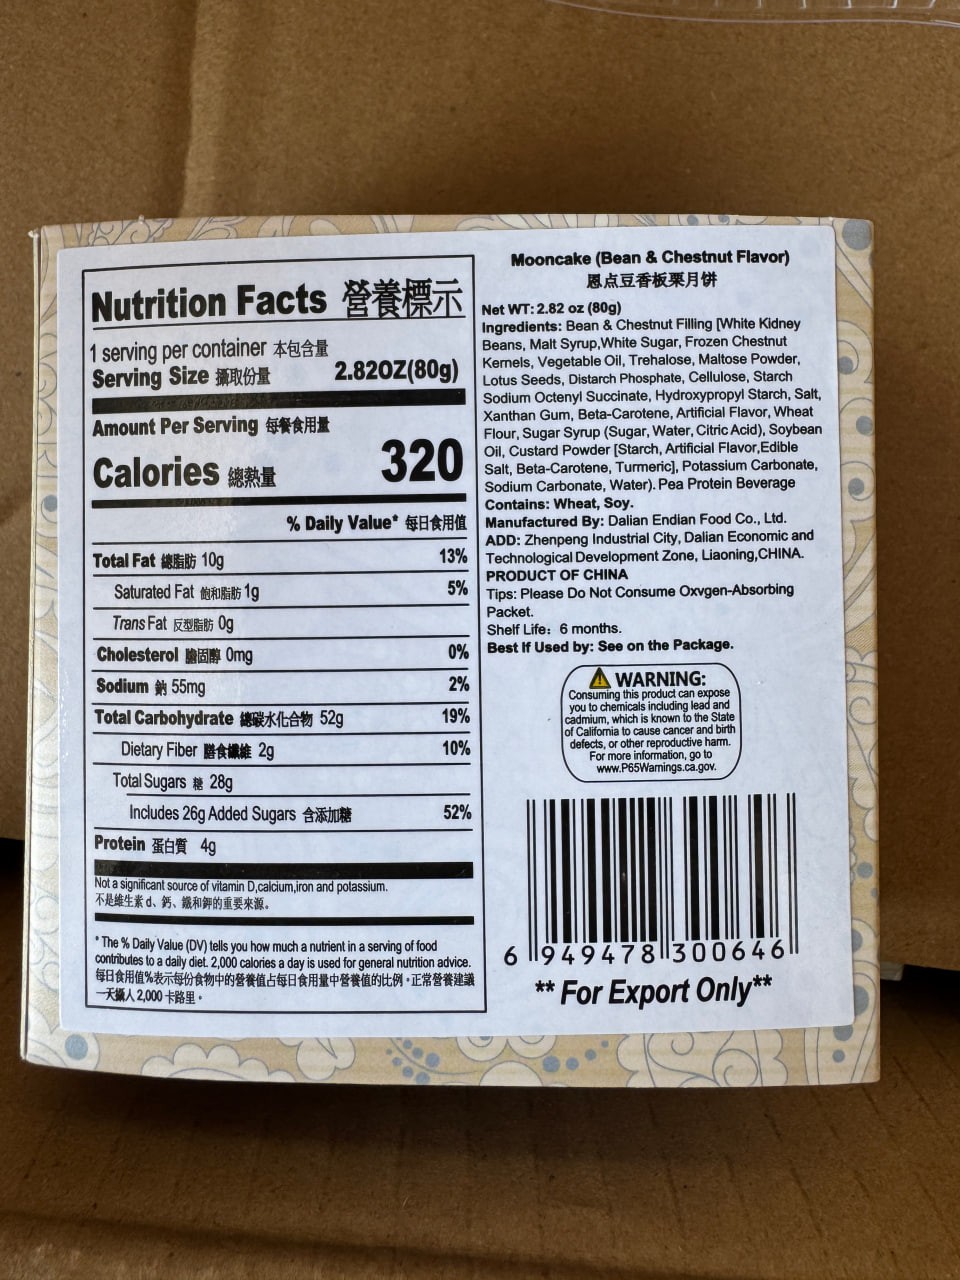 Nutrition Facts 營養標示
1 serving per container 本包含量
Serving Size 攝取份量 2.82OZ(80g)
Amount Per Serving 每餐食用量
Calories 總熱量 320
% Daily Value* 每日食用值
Total Fat 總脂肪 10g 13%
Saturated Fat 飽和脂肪 1g 5%
Trans Fat 反型脂肪 0g
Cholesterol 膽固醇 0mg 0%
Sodium 鈉 55mg 2%
Total Carbohydrate 總碳水化合物 52g 19%
Dietary Fiber 膳食纖維 2g 10%
Total Sugars 糖 28g
Includes 26g Added Sugars 含添加糖 52%
Protein 蛋白質 4g
Not a significant source of vitamin D,calcium,iron and potassium.
不是維生素 d、鈣、鐵和鉀的重要來源。
* The % Daily Value (DV) tells you how much a nutrient in a serving of food
contributes to a daily diet. 2,000 calories a day is used for general nutrition advice.
每日食用值%表示每份食物中的營養值占每日食用量中營養值的比例・正常營養建議
一天攝人 2,000 卡路里・
Mooncake (Bean & Chestnut Flavor)
恩点豆香板栗月饼
Net WT: 2.82 oz (80g)
Ingredients: Bean & Chestnut Filling [White Kidney
Beans, Malt Syrup,White Sugar, Frozen Chestnut
Kernels, Vegetable Oil, Trehalose, Maltose Powder,
Lotus Seeds, Distarch Phosphate, Cellulose, Starch
Sodium Octenyl Succinate, Hydroxypropyl Starch, Salt,
Xanthan Gum, Beta-Carotene, Artificial Flavor, Wheat
Flour, Sugar Syrup (Sugar, Water, Citric Acid), Soybean
Oil, Custard Powder [Starch, Artificial Flavor,Edible
Salt, Beta-Carotene, Turmeric], Potassium Carbonate,
Sodium Carbonate, Water). Pea Protein Beverage
Contains: Wheat, Soy.
Manufactured By: Dalian Endian Food Co., Ltd.
ADD: Zhenpeng Industrial City, Dalian Economic and
Technological Development Zone, Liaoning,CHINA.
PRODUCT OF CHINA
Tips: Please Do Not Consume Oxvgen-Absorbing
Packet.
Shelf Life: 6 months.
Best If Used by: See on the Package.
WARNING:
Consuming this product can expose
you to chemicals including lead and
cadmium, which is known to the State
of California to cause cancer and birth
defects, or other reproductive harm.
For more information, go to
www.P65Warnings.ca.gov.
6 949478 300646
** For Export Only**